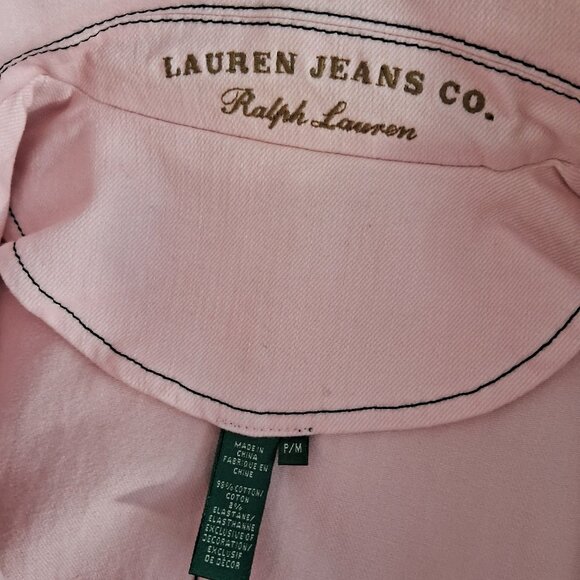 LAUREN JEANS CO.
Ralph Lauren
P/M
MADE IN
CHINA
FABRIQUE EN
CHINE
98% COTTON/
COTON
2% 
ELASTANE/
ELASTHANNE
EXCLUSIVE OF
DECORATION/
EXCLUSIF
DE DECOR